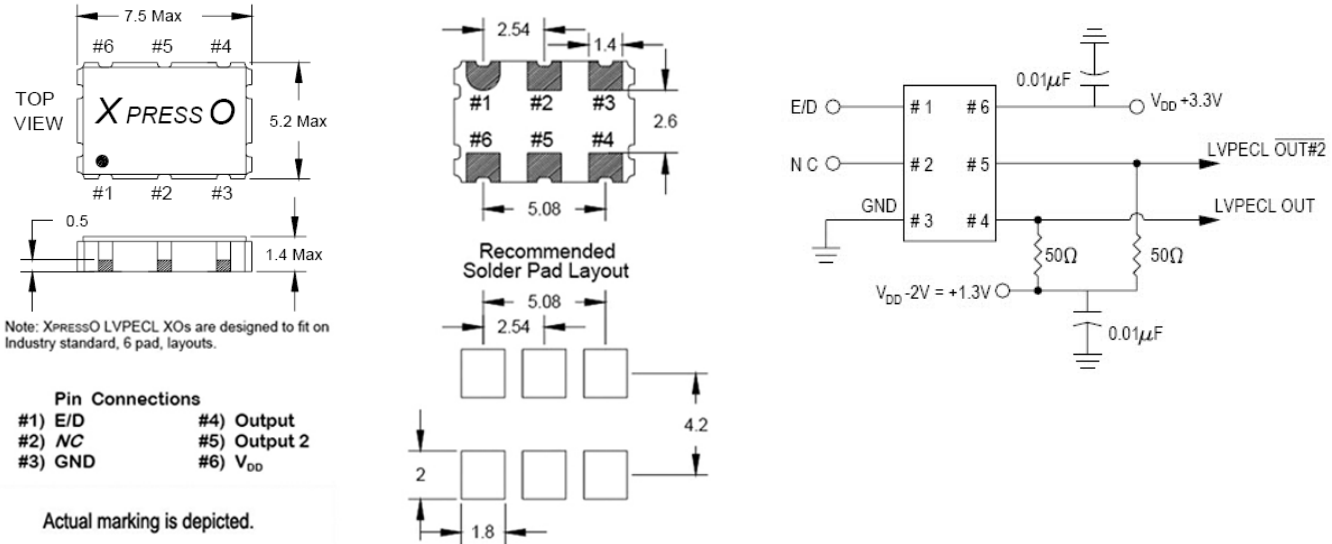 7.5 Max
#6 #5 #4
TOP
VIEW
XPRESSO
5.2 Max
#1 #2 #3
0.5
1.4 Max
Note: XPRESSO LVPECL XOs are designed to fit on
Industry standard, 6 pad, layouts.
Pin Connections
#1) E/D #4) Output
#2) NC #5) Output 2
#3) GND #6) VDD
Actual marking is depicted.
2.54
1.4
#1 #2 #3
2.6
#6 #5 #4
5.08
Recommended
Solder Pad Layout
5.08
2.54
4.2
2
1.8
0.01μF
E/D #1 #6 VDD +3.3V
NC #2 #5 LVPECL OUT#2
GND #3 #4 LVPECL OUT
50Ω 50Ω
VDD -2V = +1.3V
0.01μF